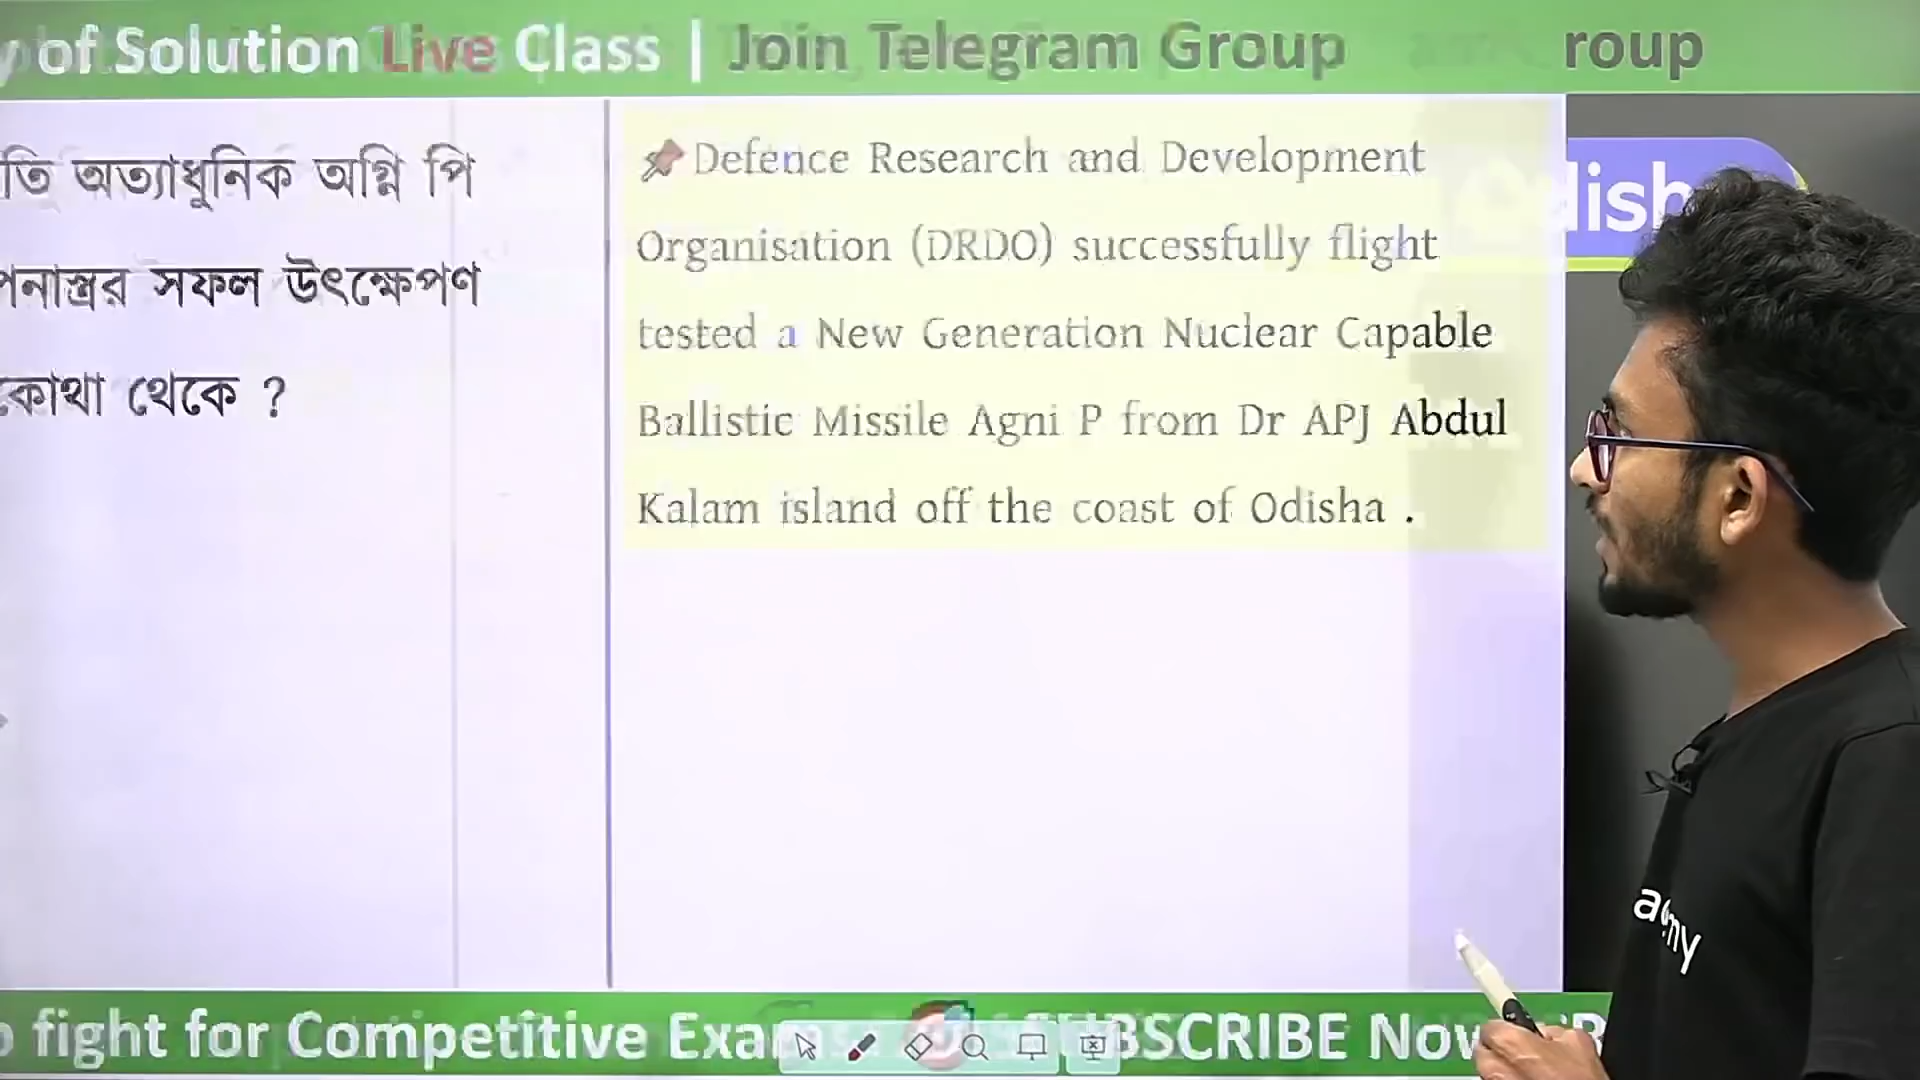 of Solution Live Class | Join Telegram Group roup
তি অত্যাধুনিক অগ্নি পি
পনাস্ত্রর সফল উৎক্ষেপণ
কোথা থেকে ?
📌Defence Research and Development
Organisation (DRDO) successfully flight
tested a New Generation Nuclear Capable
Ballistic Missile Agni P from Dr APJ Abdul
Kalam island off the coast of Odisha .
fight for Competitive Exam SUBSCRIBE Now